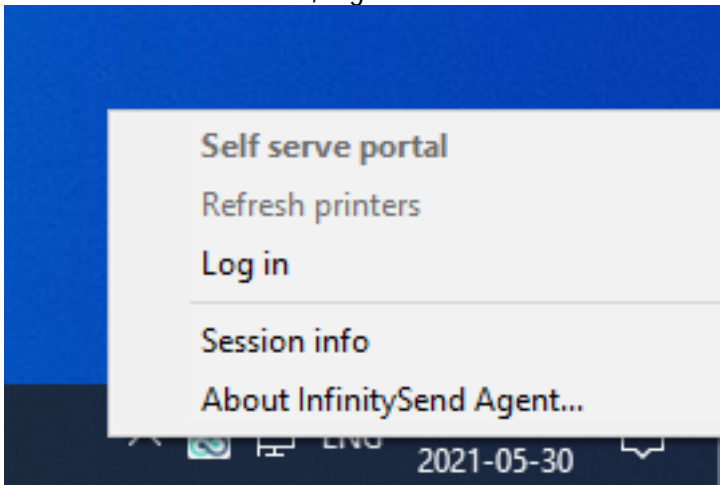 Self serve portal
Refresh printers
Log in
Session info
About InfinitySend Agent...
ENG
2021-05-30